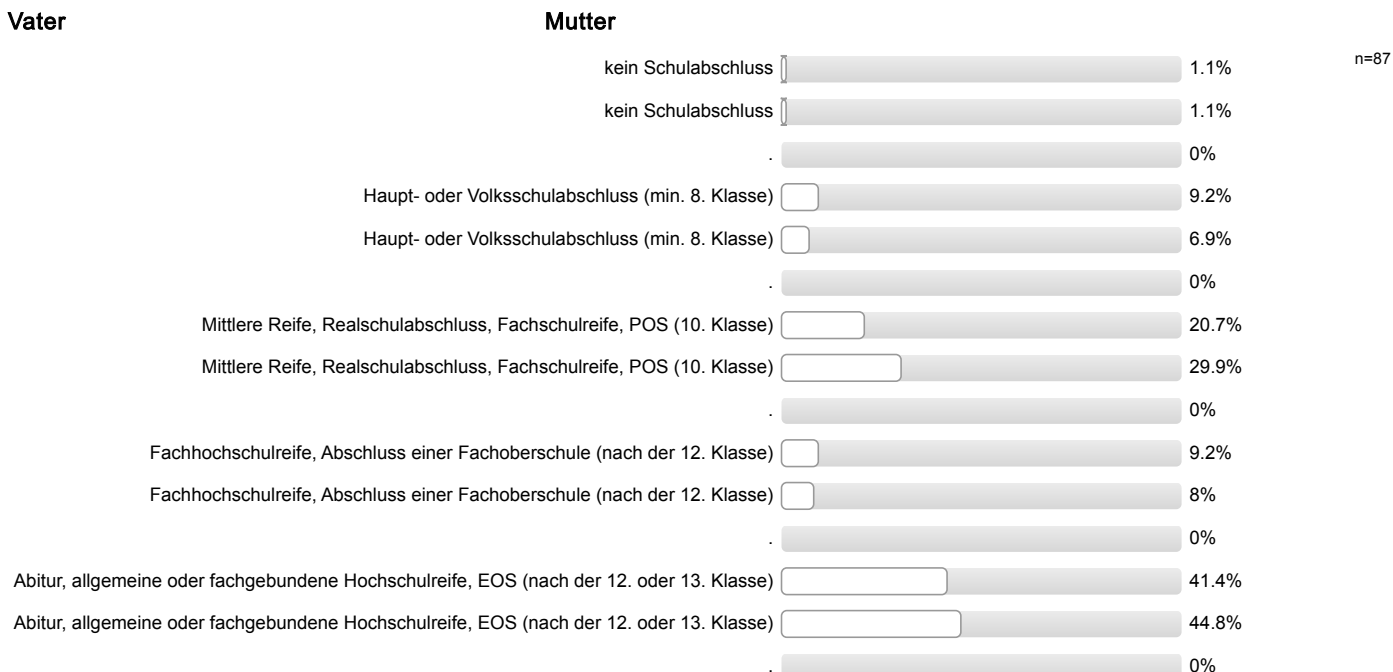 Vater Mutter
n=87
kein Schulabschluss 1.1%
kein Schulabschluss 1.1%
. 0%
Haupt- oder Volksschulabschluss (min. 8. Klasse) 9.2%
Haupt- oder Volksschulabschluss (min. 8. Klasse) 6.9%
. 0%
Mittlere Reife, Realschulabschluss, Fachschulreife, POS (10. Klasse) 20.7%
Mittlere Reife, Realschulabschluss, Fachschulreife, POS (10. Klasse) 29.9%
. 0%
Fachhochschulreife, Abschluss einer Fachoberschule (nach der 12. Klasse) 9.2%
Fachhochschulreife, Abschluss einer Fachoberschule (nach der 12. Klasse) 8%
. 0%
Abitur, allgemeine oder fachgebundene Hochschulreife, EOS (nach der 12. oder 13. Klasse) 41.4%
Abitur, allgemeine oder fachgebundene Hochschulreife, EOS (nach der 12. oder 13. Klasse) 44.8%
. 0%